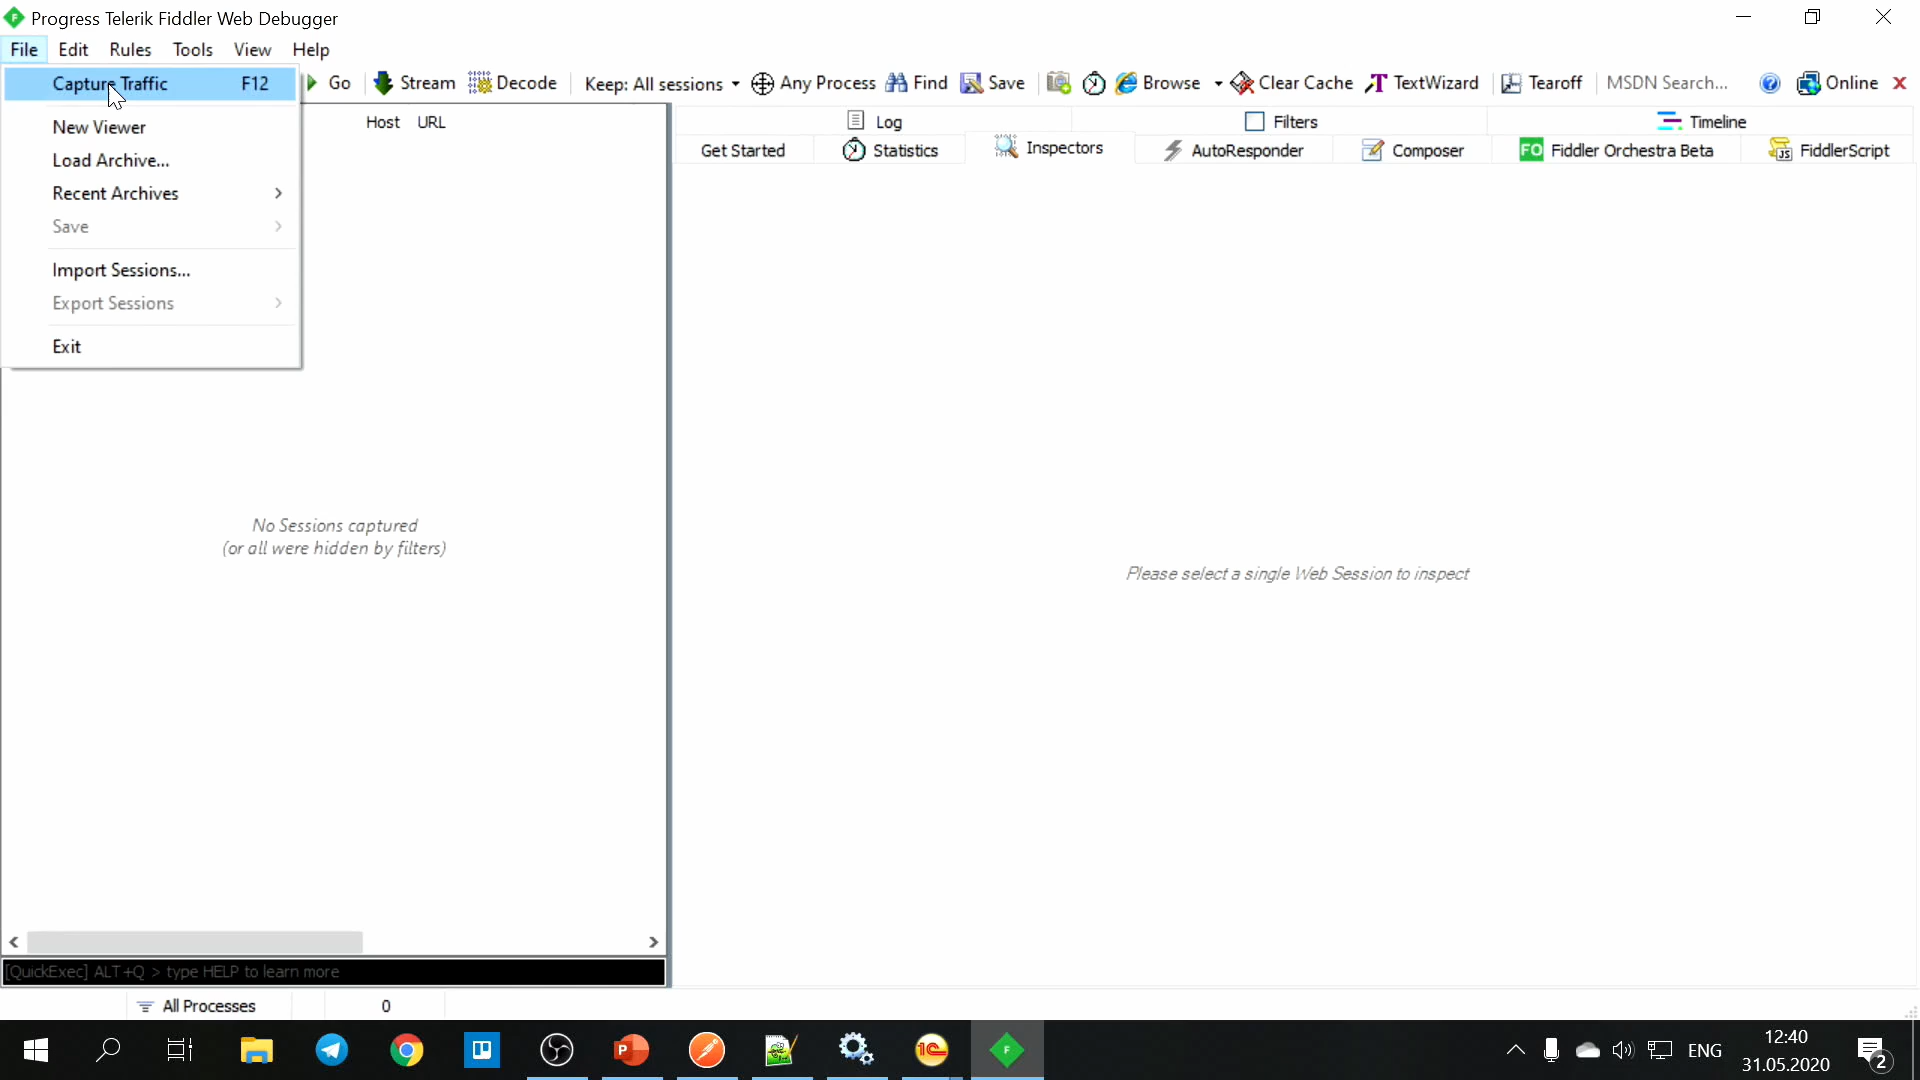 Progress Telerik Fiddler Web Debugger
File Edit Rules Tools View Help
Capture Traffic F12
Go Stream Decode Keep: All sessions Any Process Find Save Browse Clear Cache TextWizard Tearoff MSDN Search... Online
New Viewer
Load Archive...
Recent Archives
Save
Import Sessions...
Export Sessions
Exit
Host URL
Log Filters Timeline
Get Started Statistics Inspectors AutoResponder Composer FO Fiddler Orchestra Beta FiddlerScript
No Sessions captured
(or all were hidden by filters)
Please select a single Web Session to inspect
[QuickExec] ALT+Q > type HELP to learn more
All Processes 0
ENG
12:40
31.05.2020
2